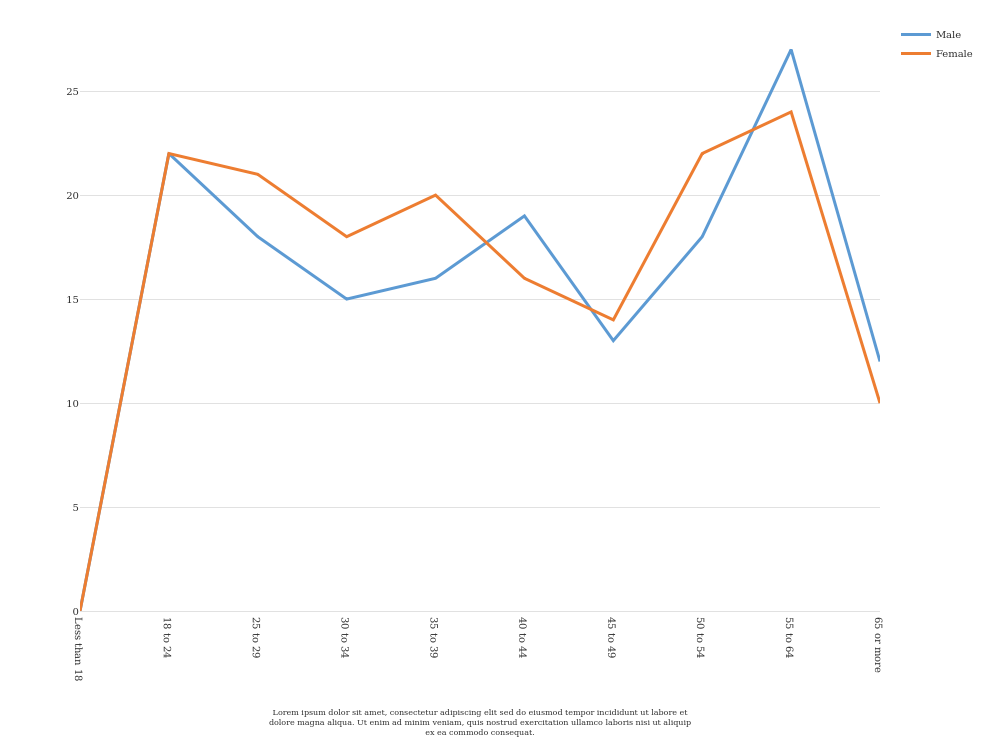 Male
Female
25
20
15
10
5
0
Less than 18
18 to 24
25 to 29
30 to 34
35 to 39
40 to 44
45 to 49
50 to 54
55 to 64
65 or more
Lorem ipsum dolor sit amet, consectetur adipiscing elit sed do eiusmod tempor incididunt ut labore et
dolore magna aliqua. Ut enim ad minim veniam, quis nostrud exercitation ullamco laboris nisi ut aliquip
ex ea commodo consequat.